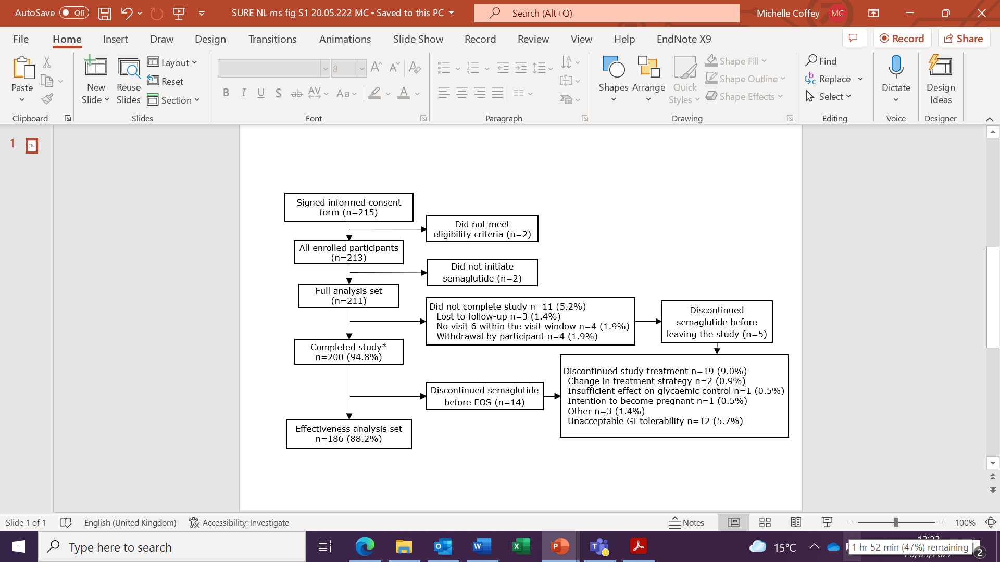 AutoSave Off
SURE NL ms fig S1 20.05.222 MC • Saved to this PC
Search (Alt+Q)
Michelle Coffey MC
File Home Insert Draw Design Transitions Animations Slide Show Record Review View Help EndNote X9
Record Share
Paste
Clipboard
New
Slide
Reuse
Slides
Layout
Reset
Section
Slides
8
B I U S ab AV Aa A
Font
Paragraph
Shapes
Arrange
Quick
Styles
Shape Fill
Shape Outline
Shape Effects
Drawing
Find
Replace
Select
Editing
Dictate
Voice
Design
Ideas
Designer
1
Signed informed consent
form (n=215)
Did not meet
eligibility criteria (n=2)
All enrolled participants
(n=213)
Did not initiate
semaglutide (n=2)
Full analysis set
(n=211)
Did not complete study n=11 (5.2%)
Lost to follow-up n=3 (1.4%)
No visit 6 within the visit window n=4 (1.9%)
Withdrawal by participant n=4 (1.9%)
Discontinued
semaglutide before
leaving the study (n=5)
Completed study*
n=200 (94.8%)
Discontinued semaglutide
before EOS (n=14)
Discontinued study treatment n=19 (9.0%)
Change in treatment strategy n=2 (0.9%)
Insufficient effect on glycaemic control n=1 (0.5%)
Intention to become pregnant n=1 (0.5%)
Other n=3 (1.4%)
Unacceptable GI tolerability n=12 (5.7%)
Effectiveness analysis set
n=186 (88.2%)
Slide 1 of 1
English (United Kingdom)
Accessibility: Investigate
Notes
100%
Type here to search
15°C
1 hr 52 min (47%) remaining
2